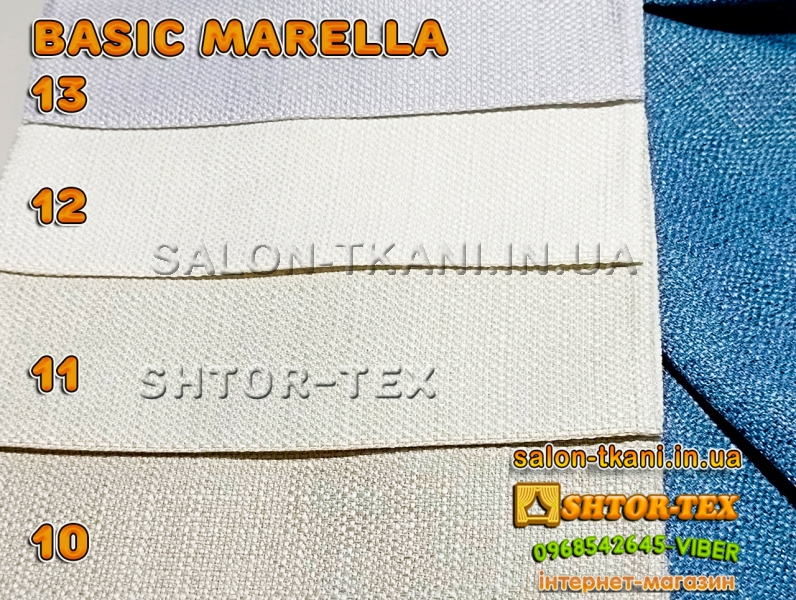 BASIC MARELLA
13
12
SALON-TKANI.IN.UA
11
SHTOR-TEX
salon-tkani.in.ua
SHTOR-TEX
10
0968542645-VIBER
інтернет-магазин